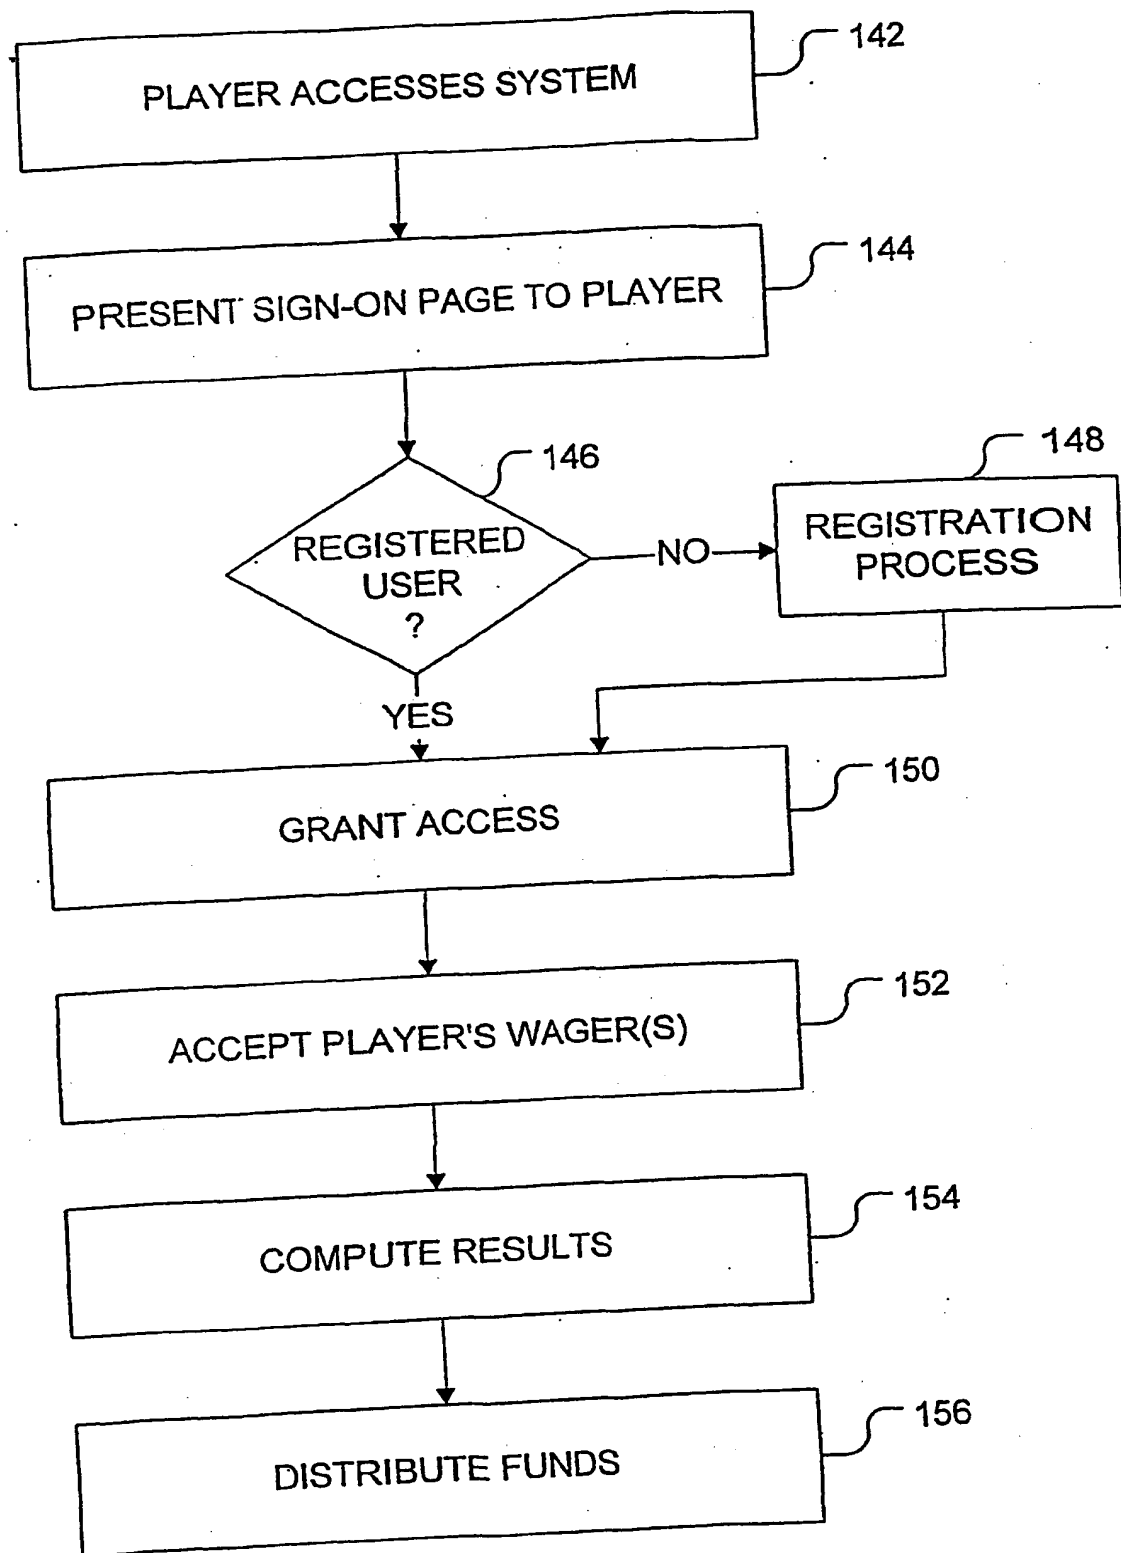 142
PLAYER ACCESSES SYSTEM
144
PRESENT SIGN-ON PAGE TO PLAYER
146
148
REGISTERED
USER
?
NO
REGISTRATION
PROCESS
YES
150
GRANT ACCESS
152
ACCEPT PLAYER'S WAGER(S)
154
COMPUTE RESULTS
156
DISTRIBUTE FUNDS